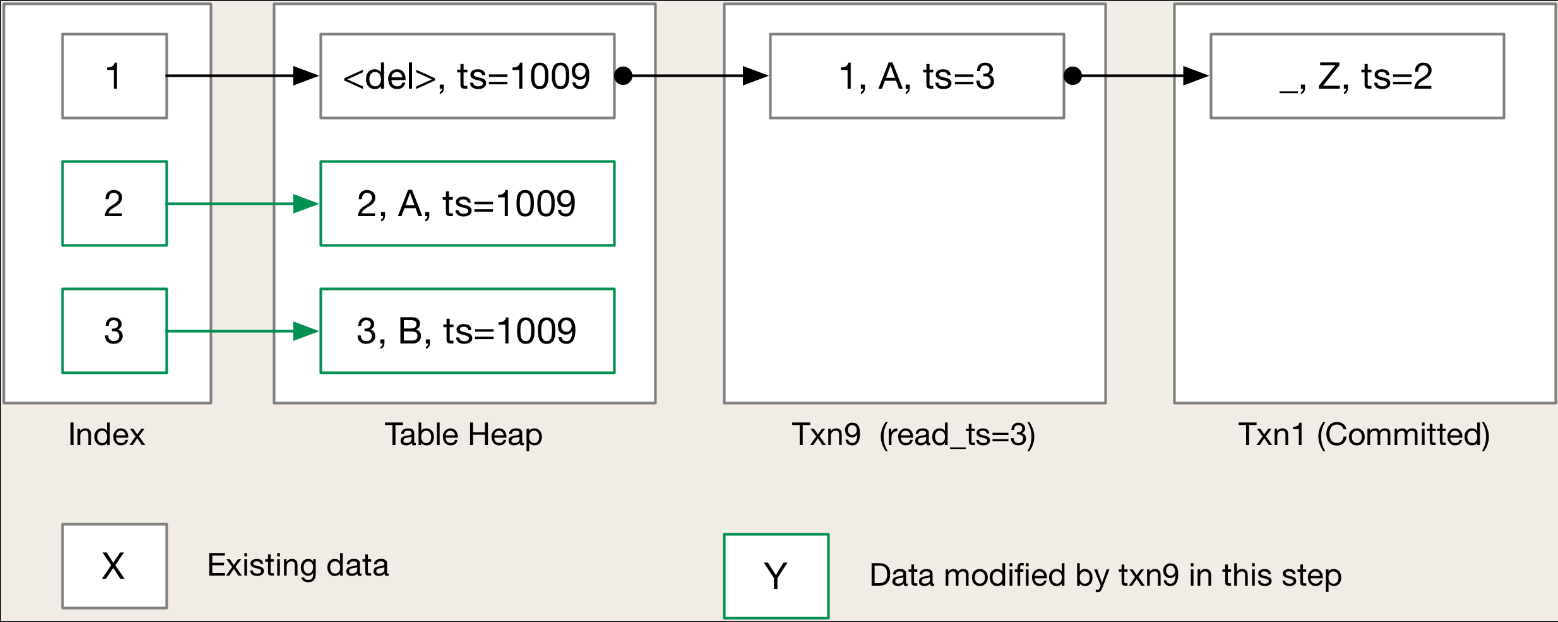 1 <del>, ts=1009 1, A, ts=3 _, Z, ts=2
2 2, A, ts=1009
3 3, B, ts=1009
Index Table Heap Txn9 (read_ts=3) Txn1 (Committed)
X Existing data Y Data modified by txn9 in this step